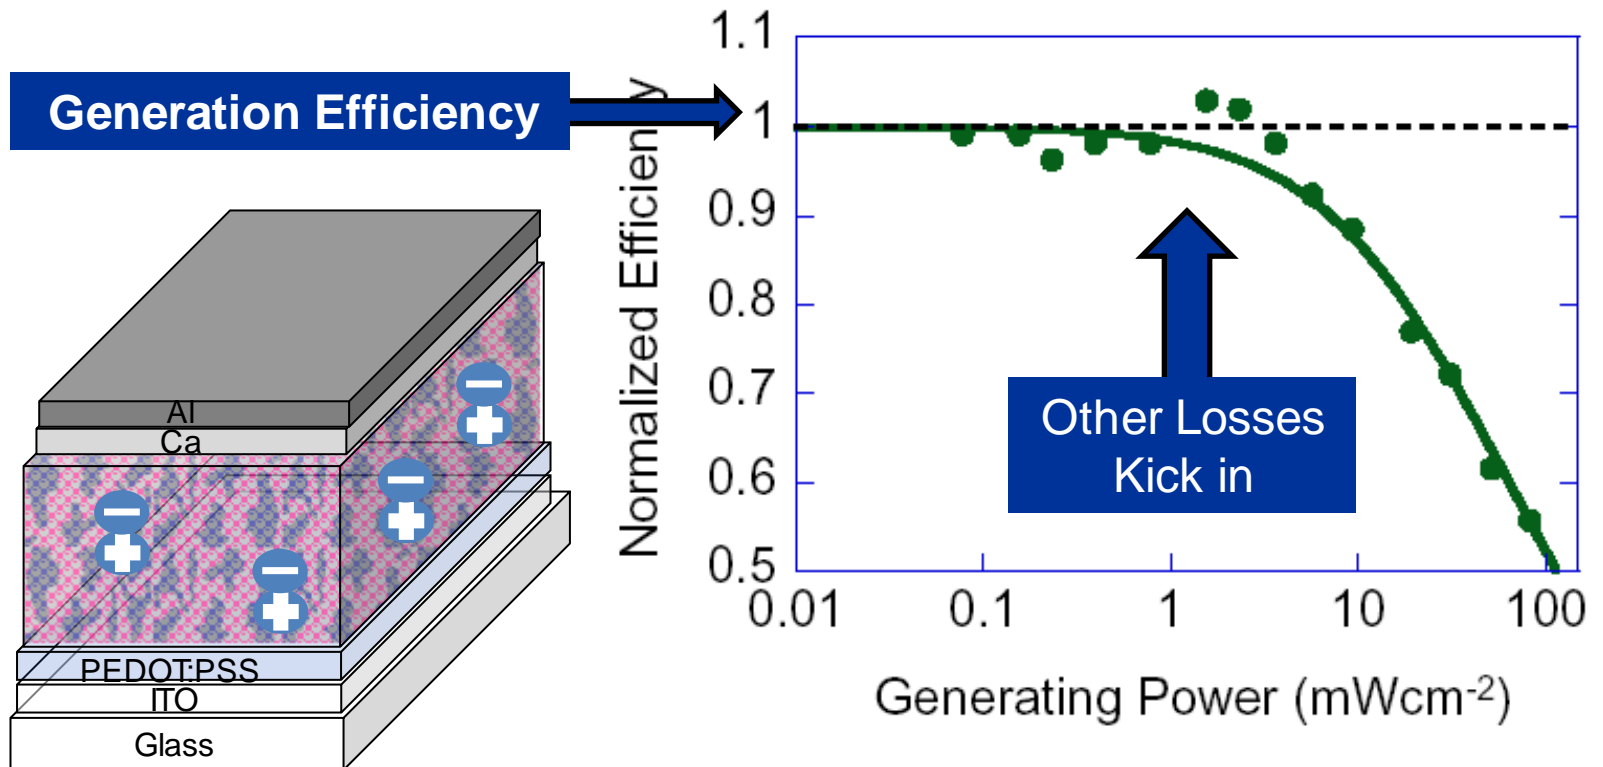 Generation Efficiency
Al
Ca
PEDOT:PSS
ITO
Glass
Normalized Efficiency
1.1
1
0.9
0.8
0.7
0.6
0.5
Other Losses
Kick in
0.01 0.1 1 10 100
Generating Power (mWcm-2)